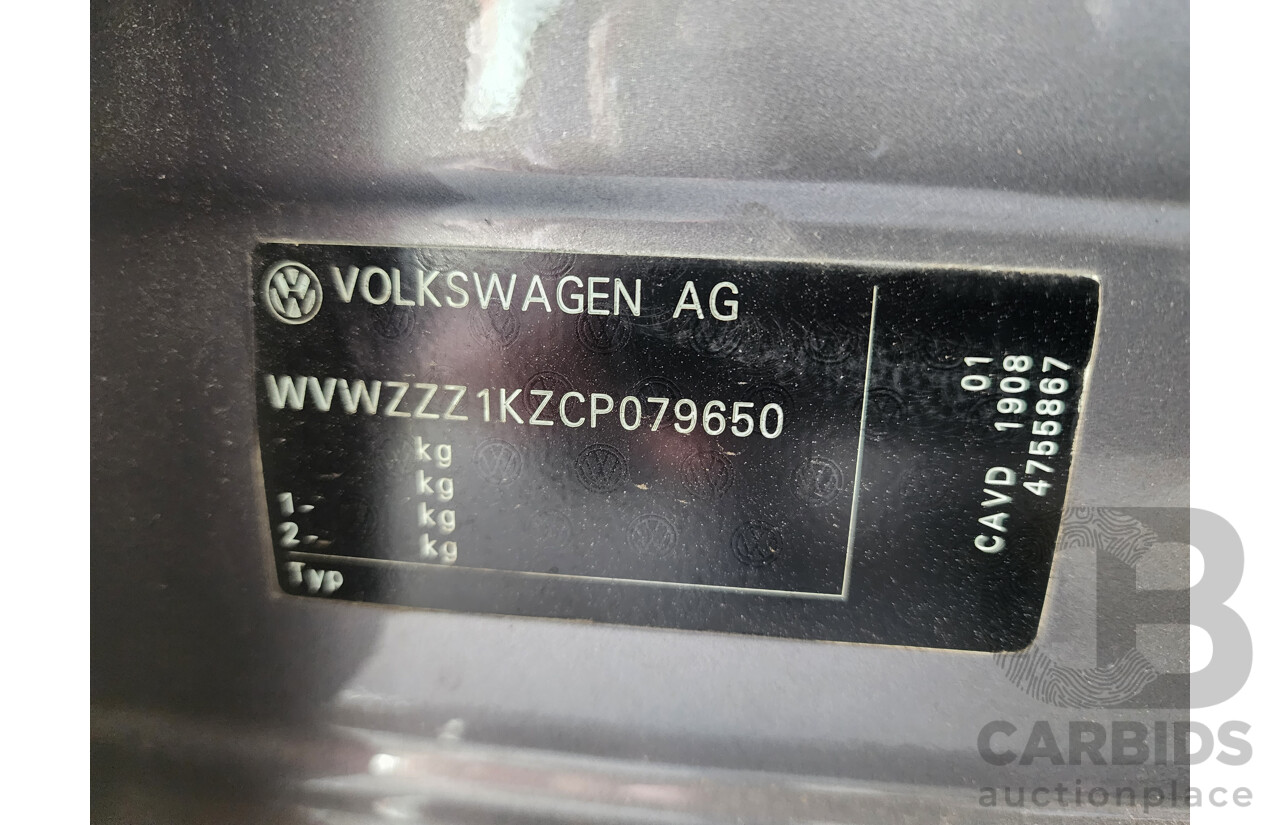 VOLKSWAGEN AG
WVWZZZ1KZCP079650
kg
kg
1.- kg
2.- kg
Typ
01
CAVD 1908
4755867
CARBIDS
auctionplace